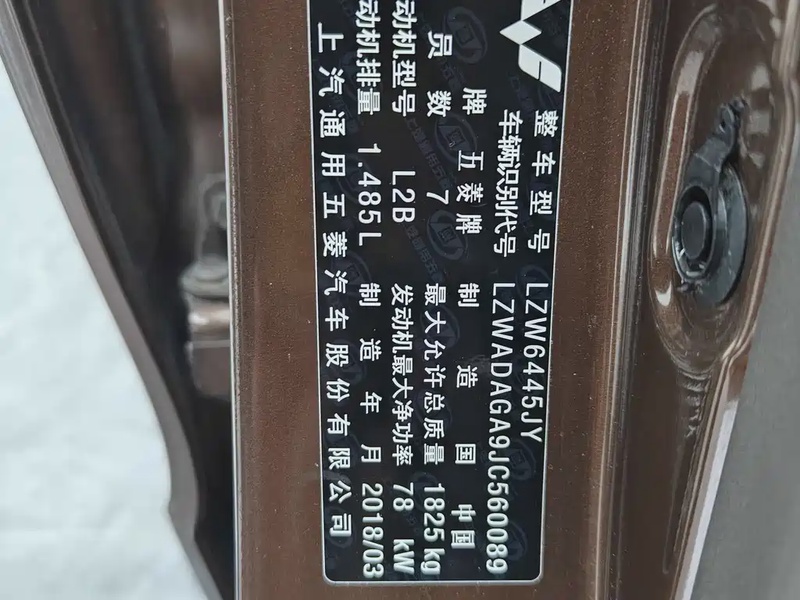 整车型号 LZW6445JY
车辆识别代号 LZWADAGA9JC560089
牌 五菱牌 制造国 中国
员数 7 最大允许总质量 1825kg
动机型号 L2B 发动机最大净功率 78 kW
动机排量 1.485L 制造年月 2018/03
上汽通用五菱汽车股份有限公司